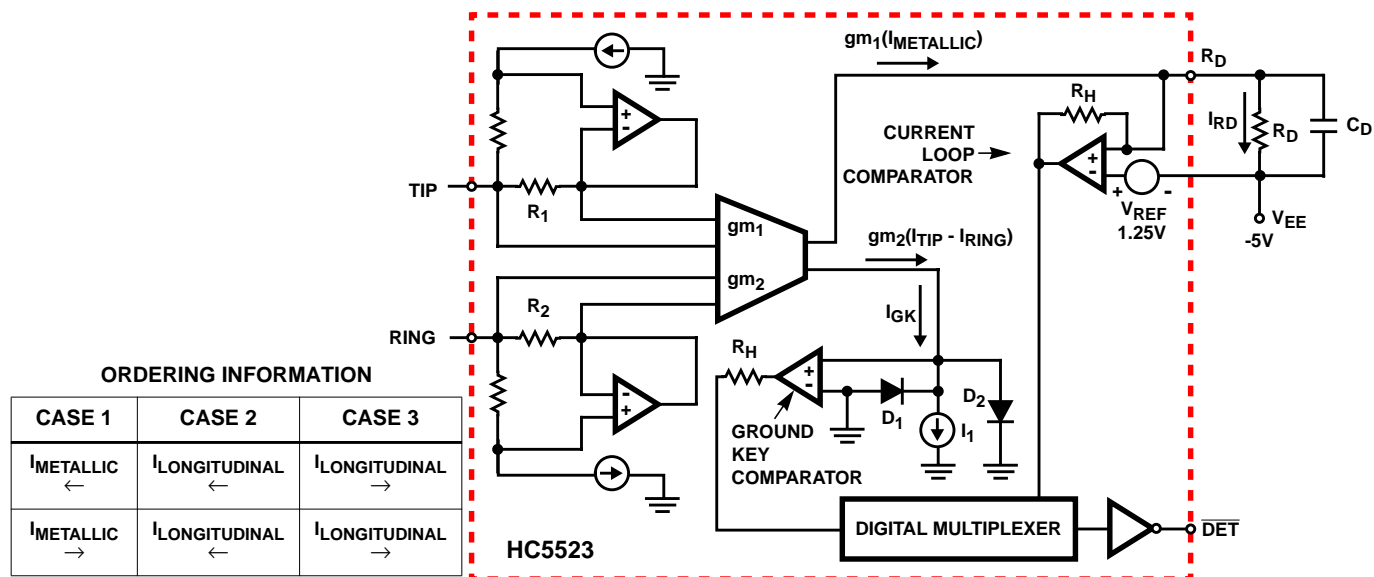 gm1(IMETALLIC)
RD
RH
+
-
CURRENT
LOOP
COMPARATOR
IRD
RD
CD
+
-
TIP
R1
+
-
VREF
1.25V
VEE
-5V
gm1
gm2
gm2(ITIP - IRING)
R2
RING
IGK
-
+
RH
+
-
D1
D2
I1
GROUND
KEY
COMPARATOR
ORDERING INFORMATION
CASE 1 CASE 2 CASE 3
IMETALLIC ILONGITUDINAL ILONGITUDINAL
← ← →
IMETALLIC ILONGITUDINAL ILONGITUDINAL
→ ← →
HC5523
DIGITAL MULTIPLEXER
DET